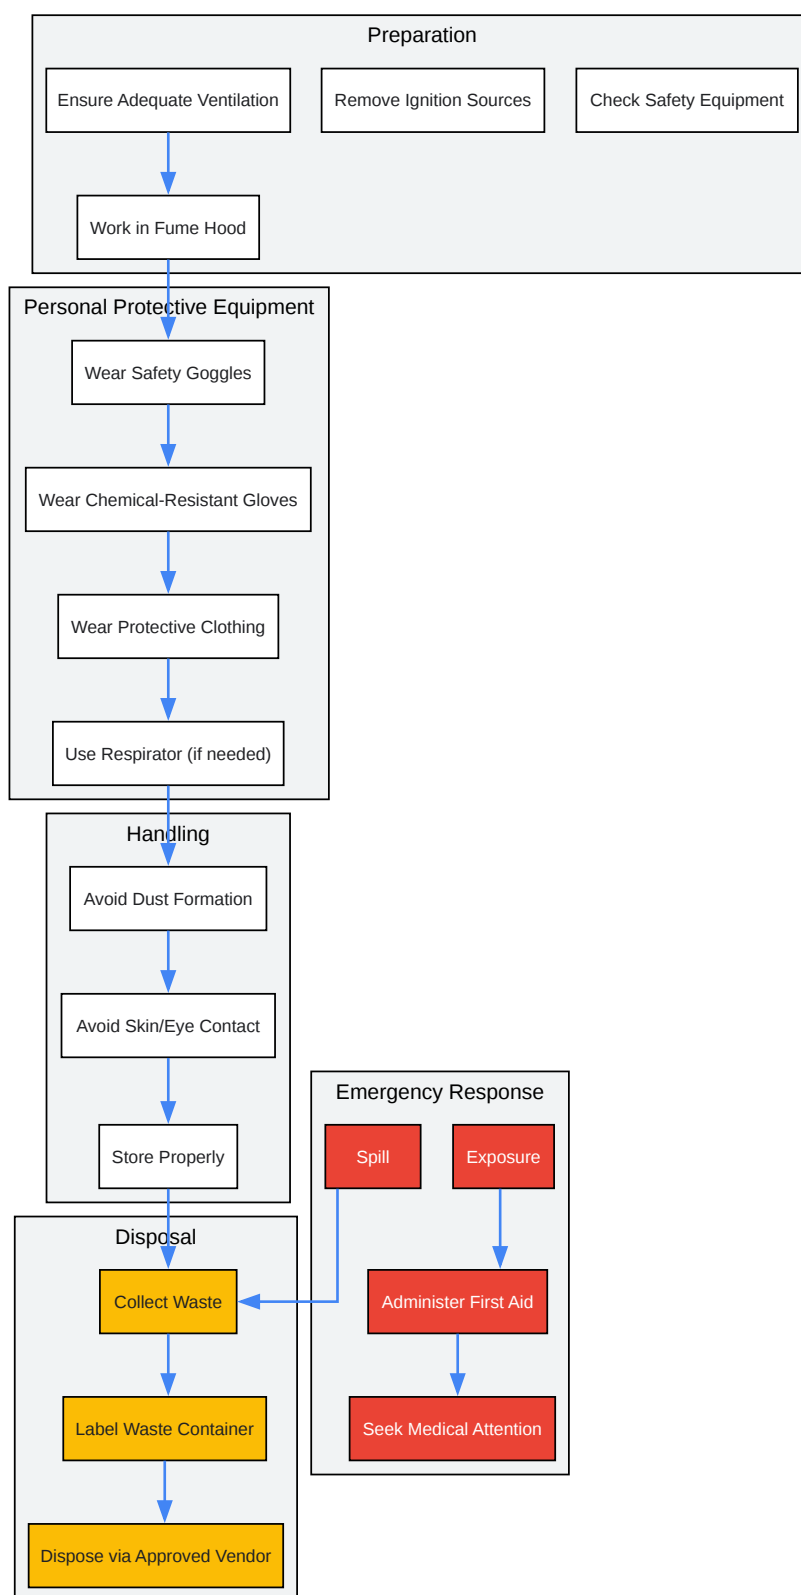 Preparation
Ensure Adequate Ventilation
Remove Ignition Sources
Check Safety Equipment
Work in Fume Hood
Personal Protective Equipment
Wear Safety Goggles
Wear Chemical-Resistant Gloves
Wear Protective Clothing
Use Respirator (if needed)
Handling
Avoid Dust Formation
Avoid Skin/Eye Contact
Store Properly
Emergency Response
Spill
Exposure
Administer First Aid
Seek Medical Attention
Disposal
Collect Waste
Label Waste Container
Dispose via Approved Vendor